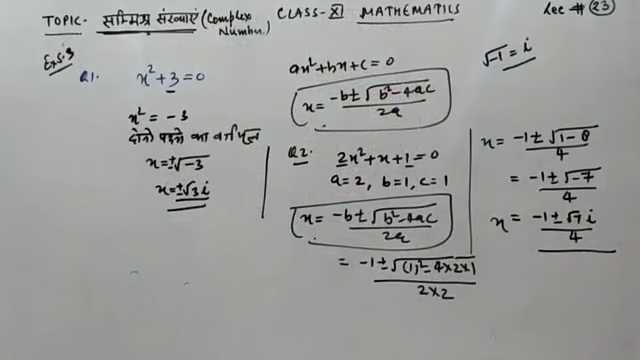 TOPIC- सम्मिश्र संख्याएं (Complex Number.) CLASS-XI MATHEMATICS Lec # 23
Ex 5.3
Q1. x²+3=0
x² = -3
दोनो पक्षो का वर्गमूल
x=±√-3
x=±√3 i
ax²+bx+c=0
x = -b±√b²-4ac / 2a
Q2. 2x²+x+1=0
a=2, b=1, c=1
x = -b±√b²-4ac / 2a
= -1±√(1)²-4×2×1 / 2×2
√-1 = i
x = -1±√1-8 / 4
= -1±√-7 / 4
x = -1±√7 i / 4